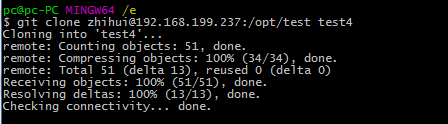 pc@pc-PC MINGW64 /e
$ git clone zhihui@192.168.199.237:/opt/test test4
Cloning into 'test4'...
remote: Counting objects: 51, done.
remote: Compressing objects: 100% (34/34), done.
remote: Total 51 (delta 13), reused 0 (delta 0)
Receiving objects: 100% (51/51), done.
Resolving deltas: 100% (13/13), done.
Checking connectivity... done.